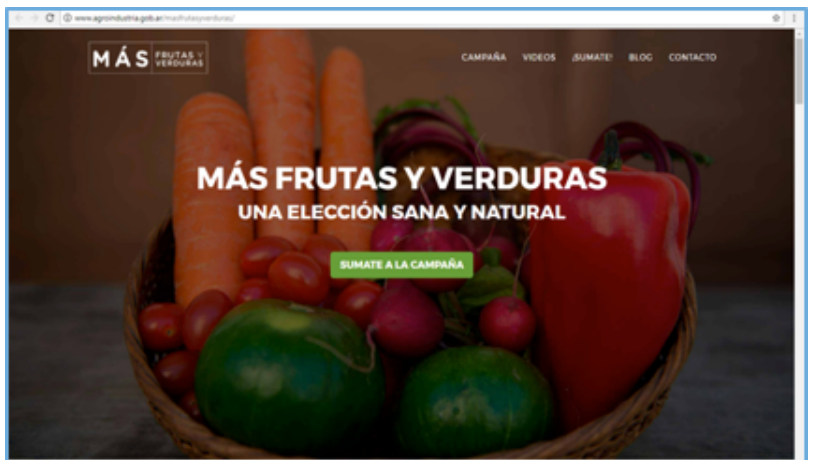 www.agroindustria.gob.ar/masfrutasyverduras/
MÁS FRUTAS Y
VERDURAS
CAMPAÑA VIDEOS ¡SUMATE! BLOG CONTACTO
MÁS FRUTAS Y VERDURAS
UNA ELECCIÓN SANA Y NATURAL
SUMATE A LA CAMPAÑA